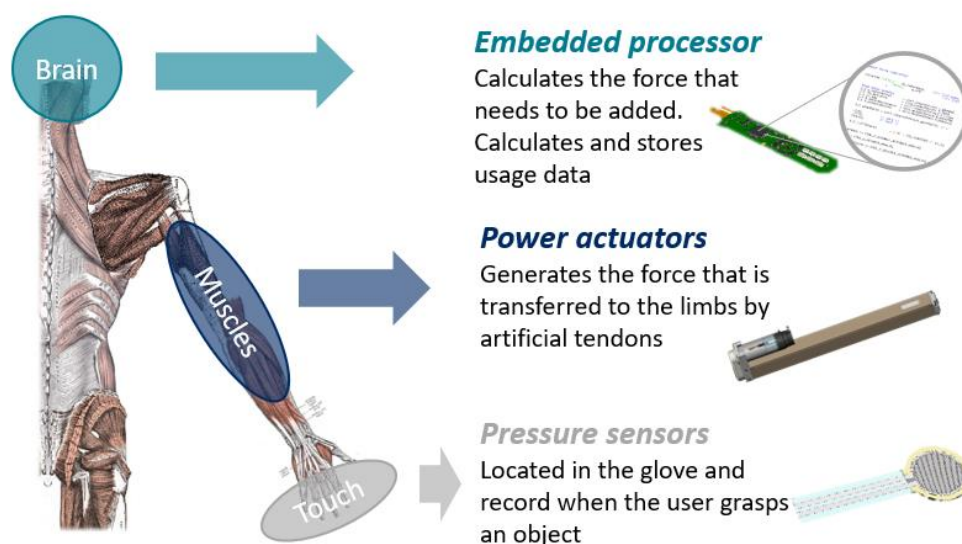 Brain
Embedded processor
Calculates the force that
needs to be added.
Calculates and stores
usage data
Muscles
Power actuators
Generates the force that is
transferred to the limbs by
artificial tendons
Touch
Pressure sensors
Located in the glove and
record when the user grasps
an object